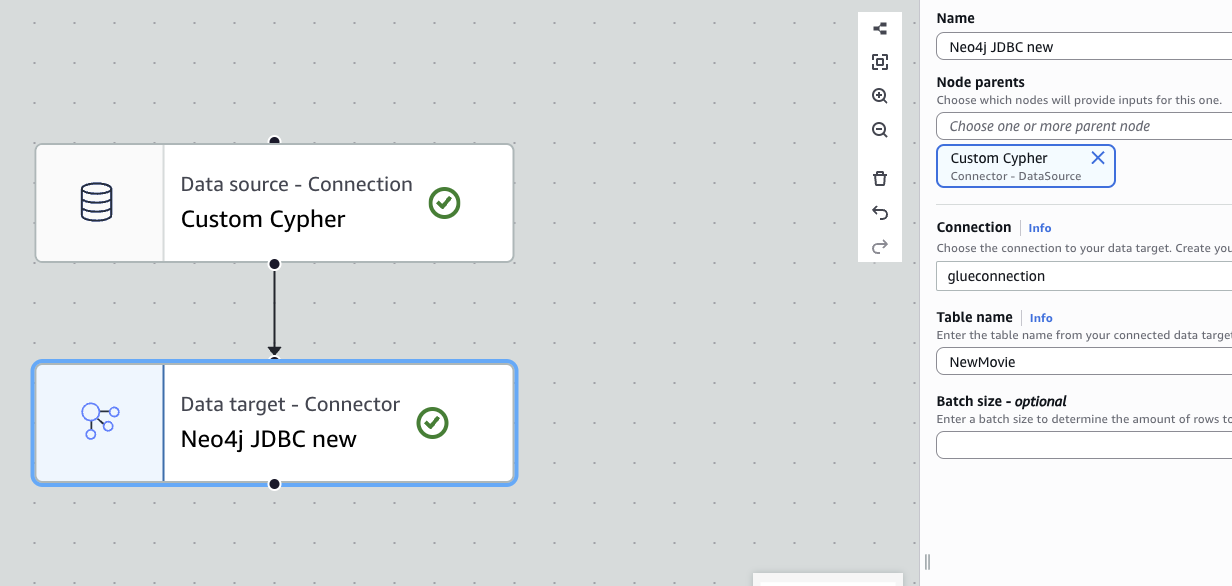 Data source - Connection
Custom Cypher
Data target - Connector
Neo4j JDBC new
Name
Neo4j JDBC new
Node parents
Choose which nodes will provide inputs for this one.
Choose one or more parent node
Custom Cypher
Connector - DataSource
Connection Info
Choose the connection to your data target. Create you
glueconnection
Table name Info
Enter the table name from your connected data target
NewMovie
Batch size - optional
Enter a batch size to determine the amount of rows to